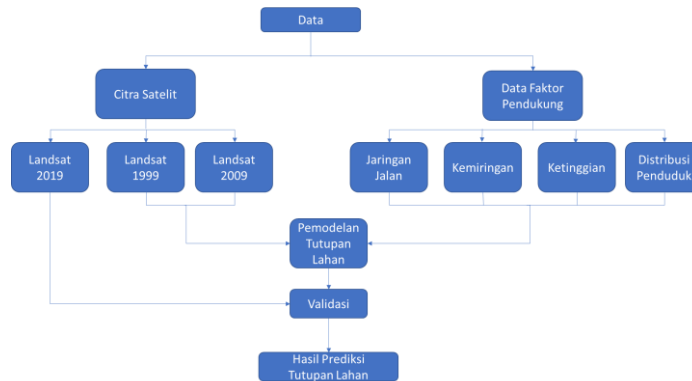 Data
Citra Satelit
Data Faktor
Pendukung
Landsat
2019
Landsat
1999
Landsat
2009
Jaringan
Jalan
Kemiringan
Ketinggian
Distribusi
Penduduk
Pemodelan
Tutupan
Lahan
Validasi
Hasil Prediksi
Tutupan Lahan